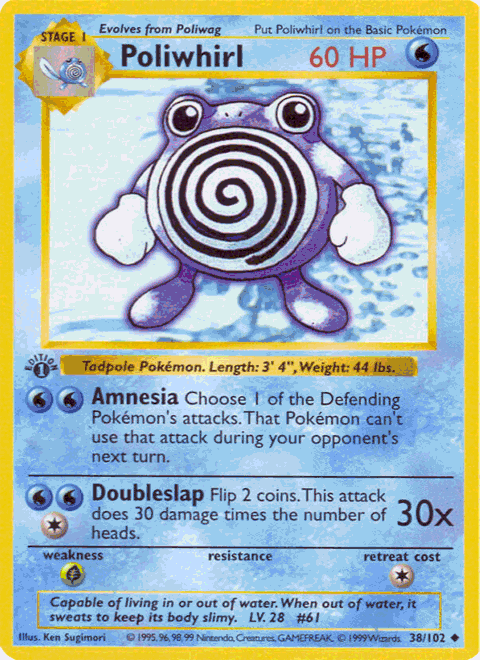 STAGE 1
Evolves from Poliwag
Put Poliwhirl on the Basic Pokémon
Poliwhirl
60 HP
EDITION
1
Tadpole Pokémon. Length: 3' 4", Weight: 44 lbs.
Amnesia Choose 1 of the Defending
Pokémon's attacks. That Pokémon can't
use that attack during your opponent's
next turn.
Doubleslap Flip 2 coins. This attack
does 30 damage times the number of
heads.
30x
weakness
resistance
retreat cost
Capable of living in or out of water. When out of water, it
sweats to keep its body slimy. LV. 28 #61
Illus. Ken Sugimori
© 1995, 96, 98, 99 Nintendo, Creatures, GAMEFREAK. © 1999 Wizards.
38/102